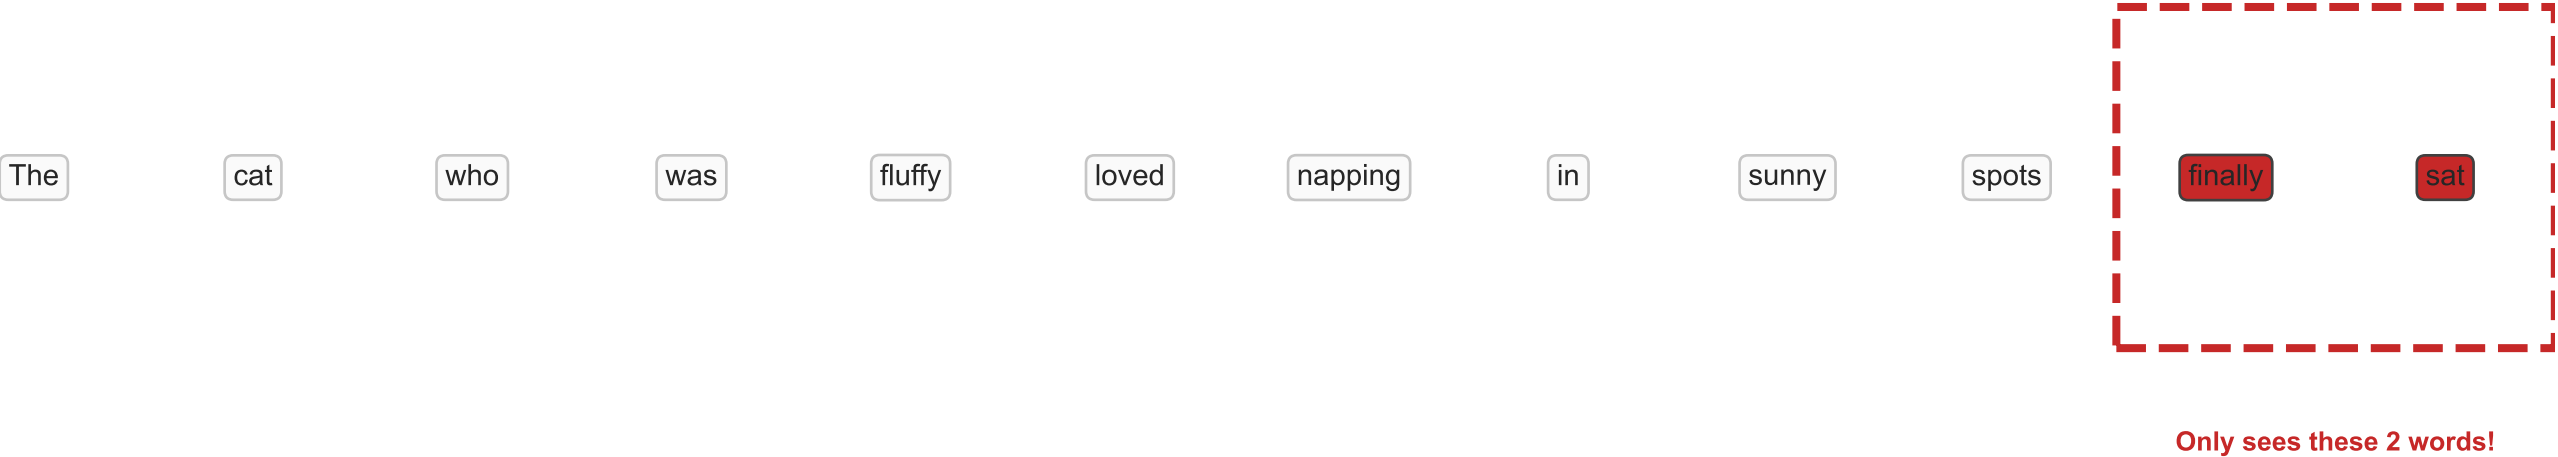 The cat who was fluffy loved napping in sunny spots finally sat
Only sees these 2 words!